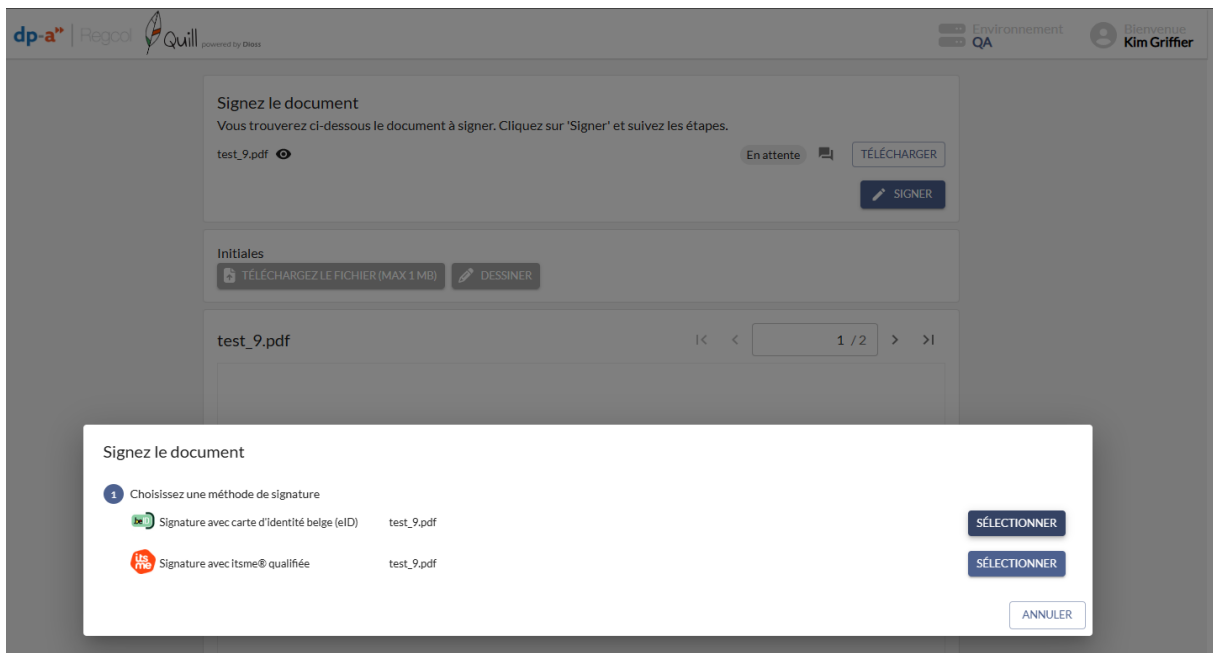 dp-a» | Regcol Quill powered by Dioss
Environnement
QA
Bienvenue
Kim Griffier
Signez le document
Vous trouverez ci-dessous le document à signer. Cliquez sur 'Signer' et suivez les étapes.
test_9.pdf En attente TÉLÉCHARGER
SIGNER
Initiales
TÉLÉCHARGEZ LE FICHIER (MAX 1 MB) DESSINER
test_9.pdf 1 / 2
Signez le document
1 Choisissez une méthode de signature
be ID Signature avec carte d'identité belge (eID) test_9.pdf SÉLECTIONNER
its me Signature avec itsme® qualifiée test_9.pdf SÉLECTIONNER
ANNULER